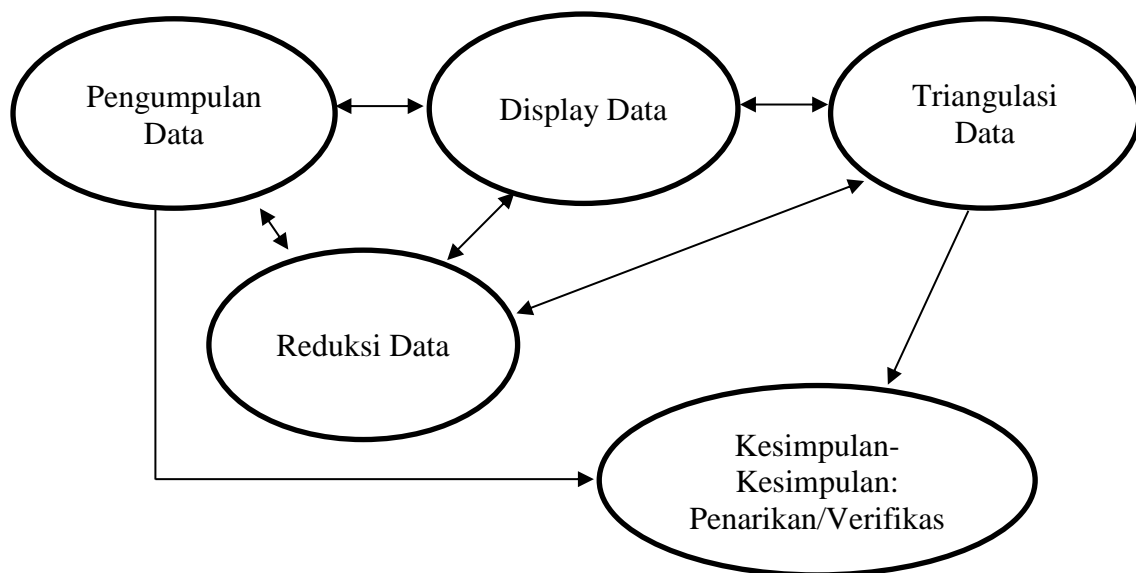 Pengumpulan
Data
Display Data
Triangulasi
Data
Reduksi Data
Kesimpulan-
Kesimpulan:
Penarikan/Verifikas